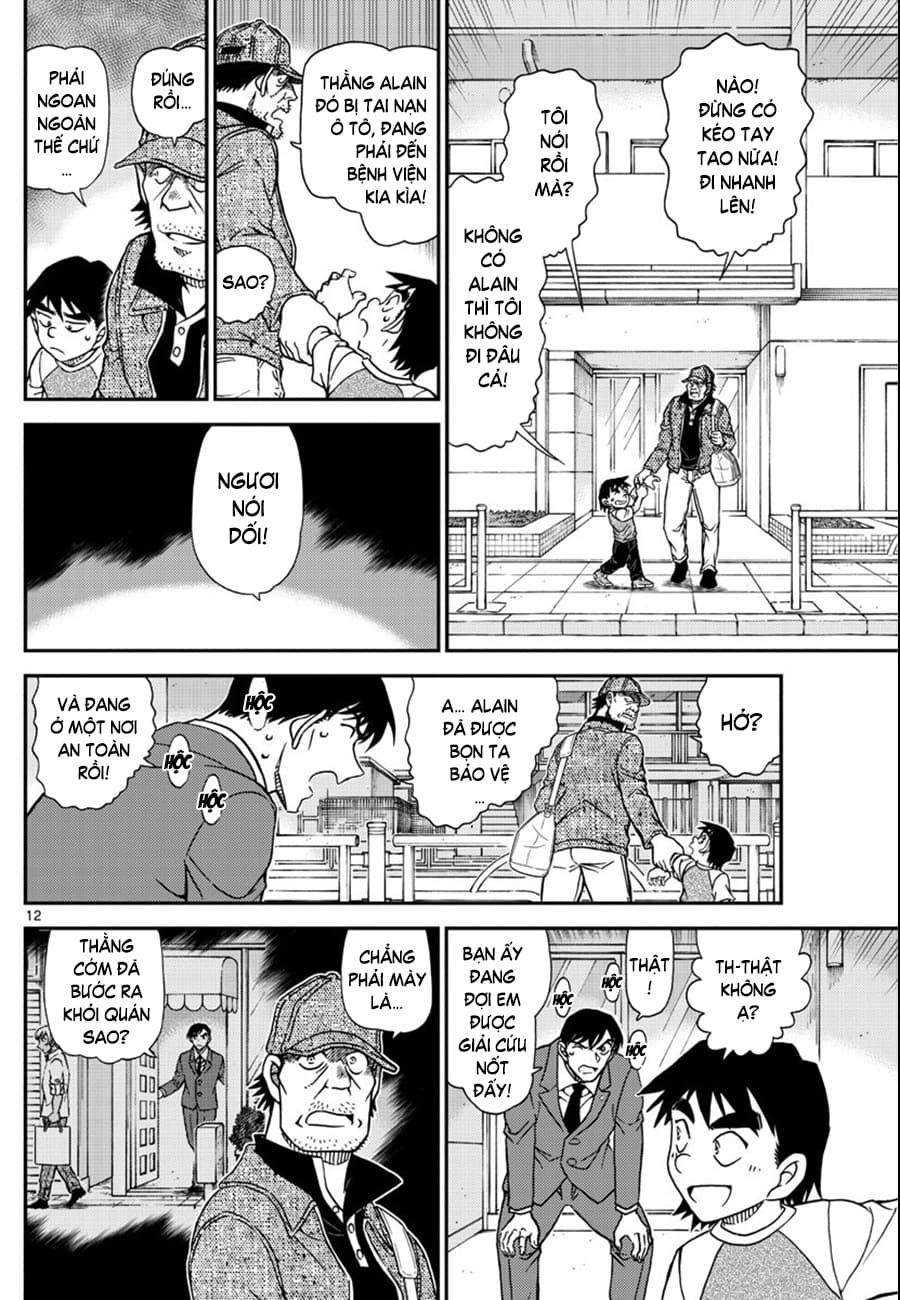 NÀO!
ĐỪNG CÓ
KÉO TAY
TAO NỮA!
ĐI NHANH
LÊN!
TÔI
NÓI RỒI
MÀ?
KHÔNG
CÓ
ALAIN
THÌ TÔI
KHÔNG
ĐI ĐÂU
CẢ!
THẰNG ALAIN
ĐÓ BỊ TAI NẠN
Ô TÔ, ĐANG
PHẢI ĐẾN
BỆNH VIỆN
KIA KÌA!
SAO?
ĐÚNG
RỒI...
PHẢI
NGOAN
NGOÃN
THẾ CHỨ
...
NGƯƠI
NÓI
DỐI!
HỞ?
A... ALAIN
ĐÃ ĐƯỢC
BỌN TA
BẢO VỆ
...
HỘC
HỘC
HỘC
VÀ ĐANG
Ở MỘT NƠI
AN TOÀN
RỒI!
12
TH-THẬT
KHÔNG
Ạ?
THẬT
!
HỘC
HỘC
HỘC
BẠN ẤY
ĐANG
ĐỢI EM
ĐƯỢC
GIẢI CỨU
NỐT
ĐẤY!
CHẲNG
PHẢI MÀY
LÀ...
THẰNG
CỚM ĐÃ
BƯỚC RA
KHỎI QUÁN
SAO?